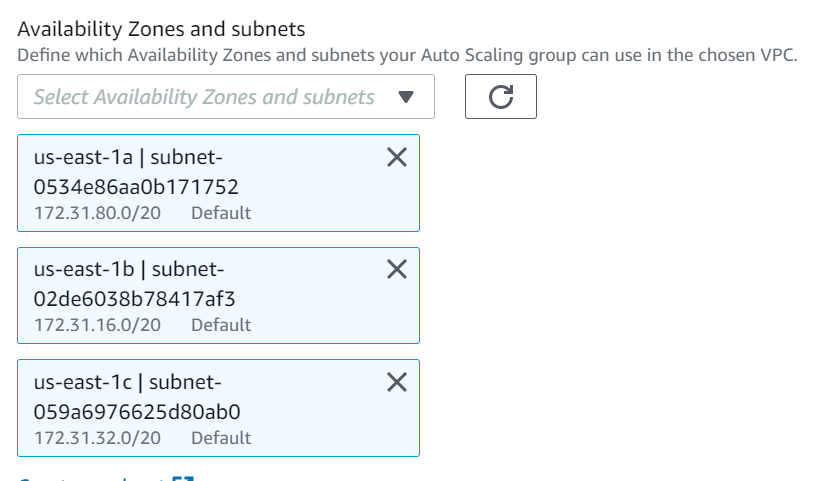 Availability Zones and subnets
Define which Availability Zones and subnets your Auto Scaling group can use in the chosen VPC.
Select Availability Zones and subnets
us-east-1a | subnet-
0534e86aa0b171752
172.31.80.0/20 Default
us-east-1b | subnet-
02de6038b78417af3
172.31.16.0/20 Default
us-east-1c | subnet-
059a6976625d80ab0
172.31.32.0/20 Default